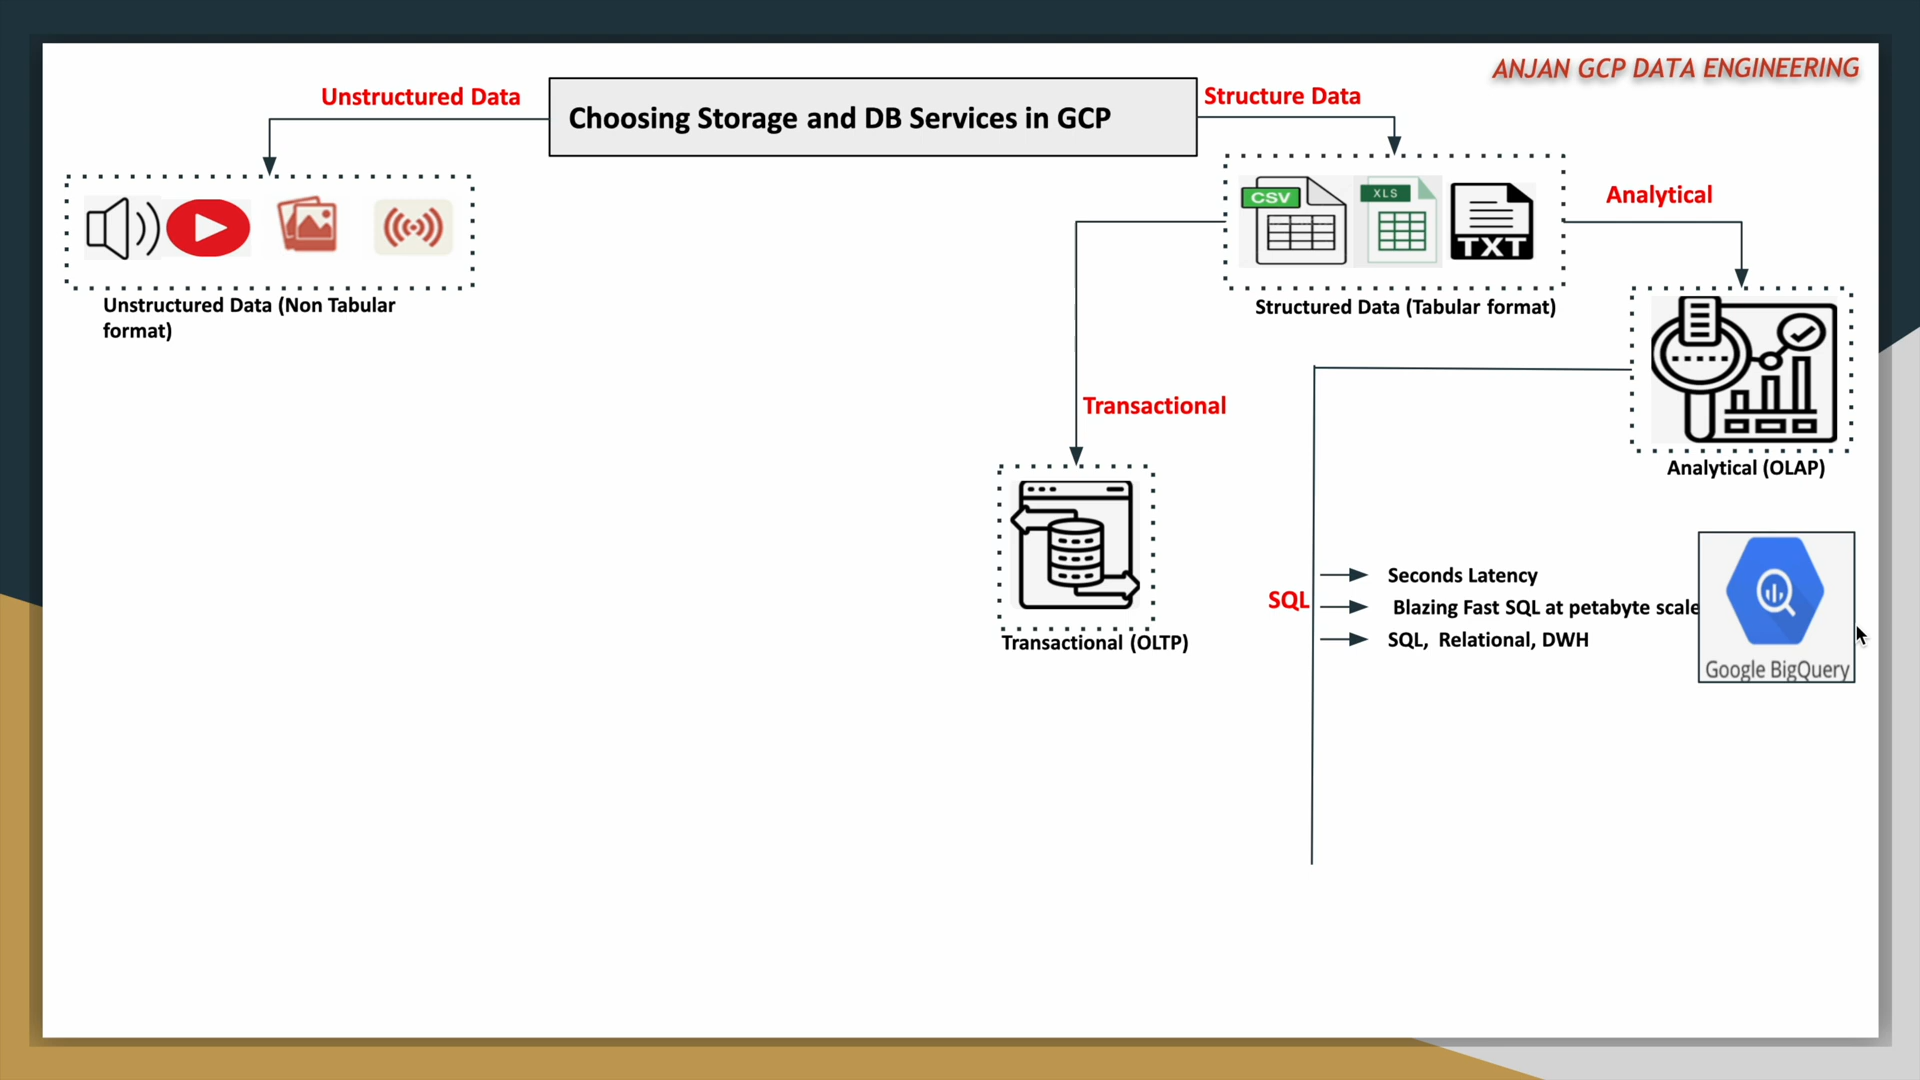 ANJAN GCP DATA ENGINEERING
Unstructured Data
Choosing Storage and DB Services in GCP
Structure Data
CSV
XLS
TXT
Analytical
Unstructured Data (Non Tabular
format)
Structured Data (Tabular format)
Transactional
Analytical (OLAP)
Transactional (OLTP)
SQL
Seconds Latency
Blazing Fast SQL at petabyte scale
SQL, Relational, DWH
Google BigQuery